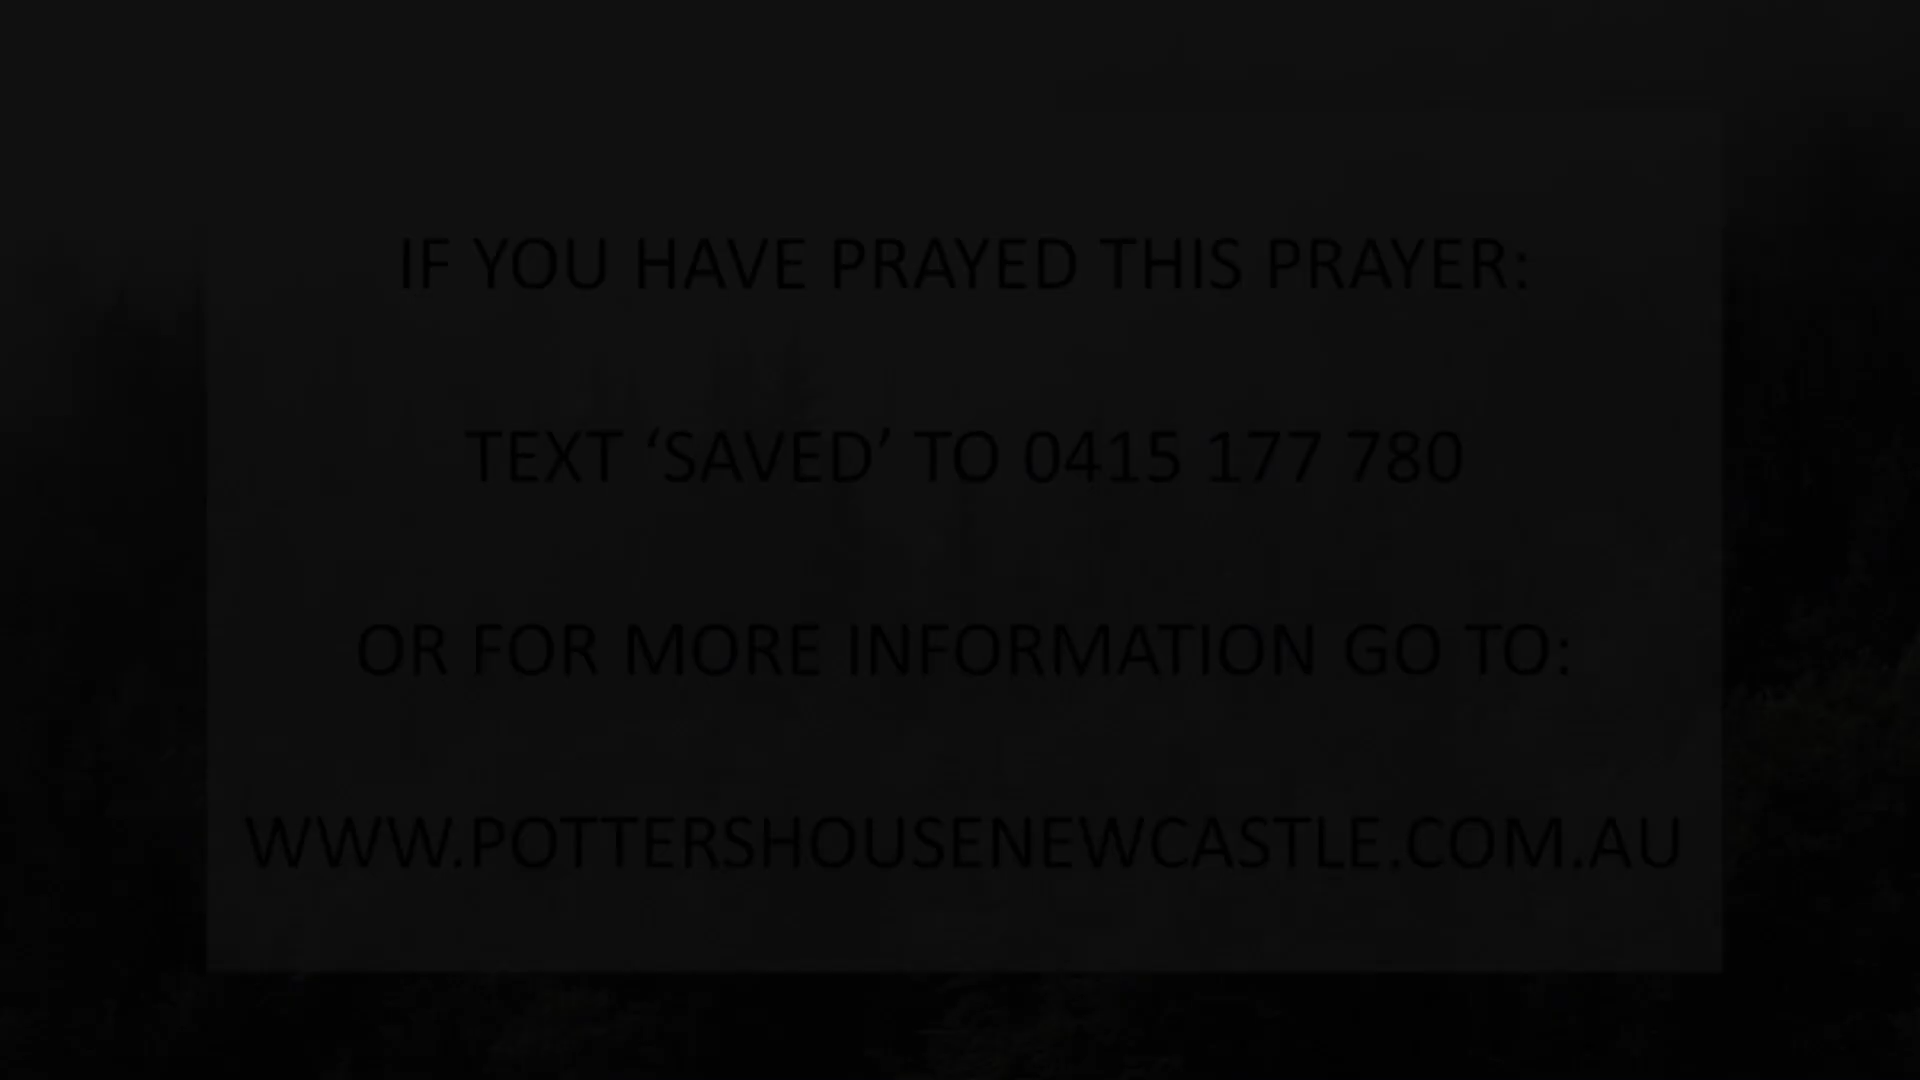 IF YOU HAVE PRAYED THIS PRAYER:
TEXT ‘SAVED’ TO 0415 177 780
OR FOR MORE INFORMATION GO TO:
WWW.POTTERSHOUSENEWCASTLE.COM.AU